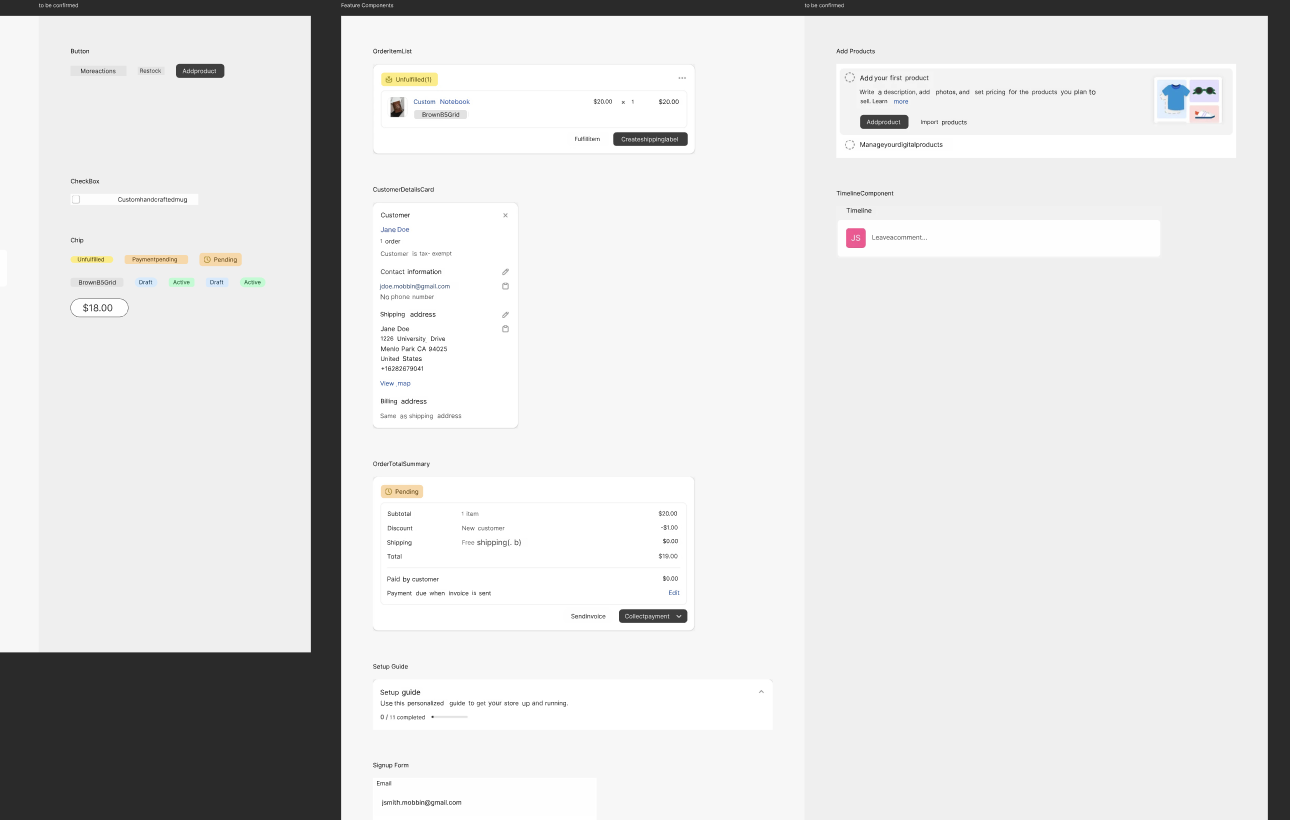 to be confirmed
Button
Moreactions
Restock
Addproduct
CheckBox
Customhandcraftedmug
Chip
Unfulfilled
Paymentpending
Pending
BrownB5Grid
Draft
Active
Draft
Active
$18.00
Feature Components
OrderItemList
Unfulfilled(1)
Custom Notebook
$20.00 × 1 $20.00
BrownB5Grid
Fulfillitem
Createshippinglabel
CustomerDetailsCard
Customer
Jane Doe
1 order
Customer is tax- exempt
Contact information
jdoe.mobbin@gmail.com
No phone number
Shipping address
Jane Doe
1226 University Drive
Menlo Park CA 94025
United States
+16282679041
View map
Billing address
Same as shipping address
OrderTotalSummary
Pending
Subtotal 1 item $20.00
Discount New customer -$1.00
Shipping Free shipping(. b) $0.00
Total $19.00
Paid by customer $0.00
Payment due when invoice is sent Edit
Sendinvoice
Collectpayment
Setup Guide
Setup guide
Use this personalized guide to get your store up and running.
0 / 11 completed
Signup Form
Email
jsmith.mobbin@gmail.com
to be confirmed
Add Products
Add your first product
Write a description, add photos, and set pricing for the products you plan to
sell. Learn more
Addproduct
Import products
Manageyourdigitalproducts
TimelineComponent
Timeline
JS
Leaveacomment...